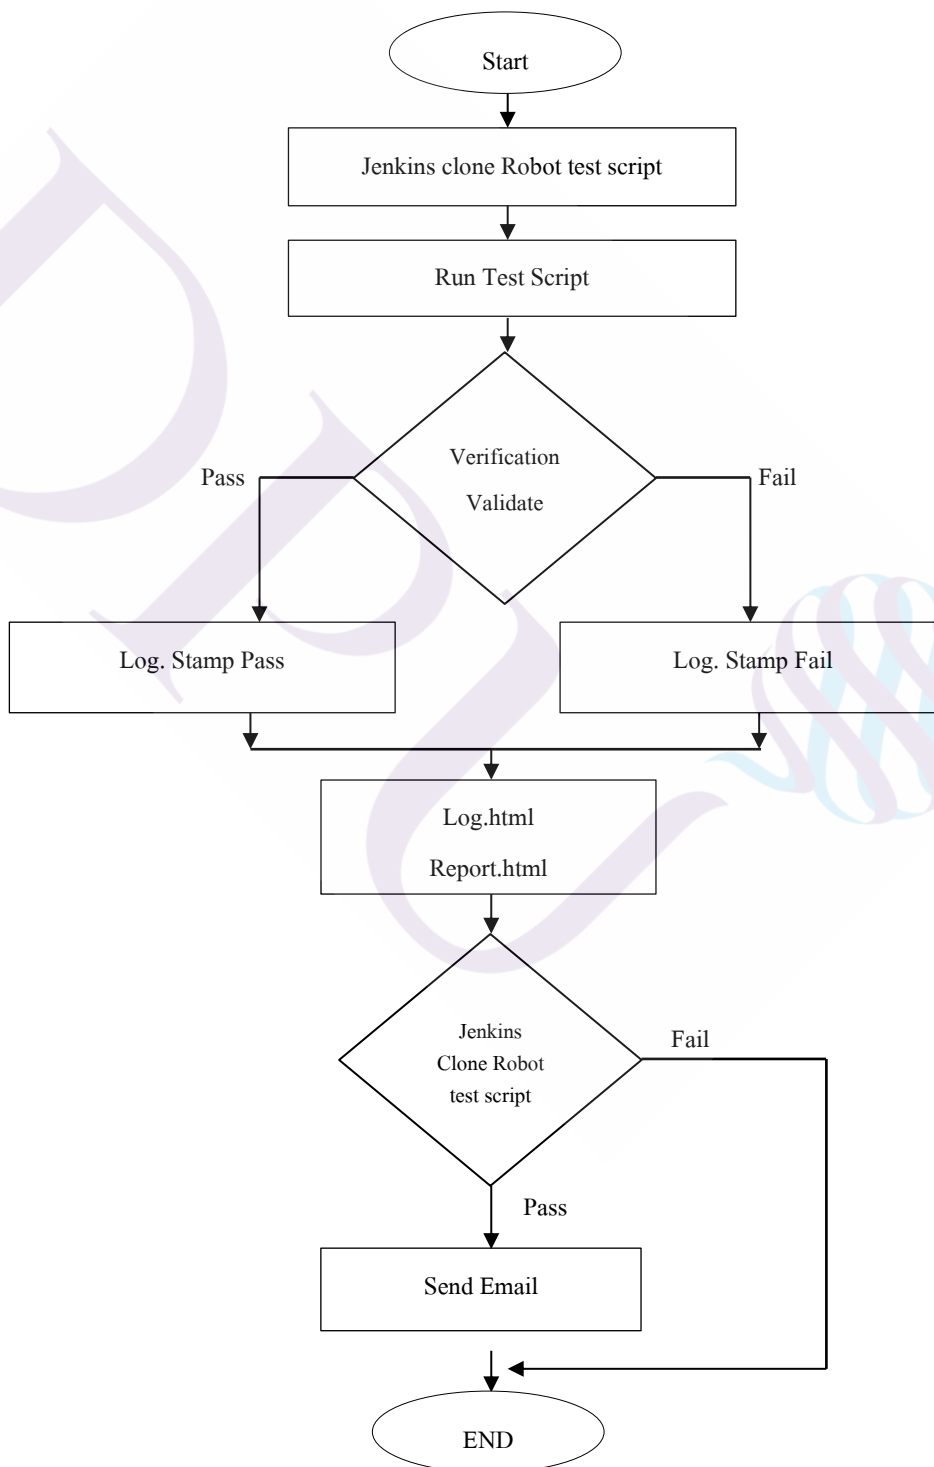 Start
Jenkins clone Robot test script
Run Test Script
Verification
Validate
Pass
Fail
Log. Stamp Pass
Log. Stamp Fail
Log.html
Report.html
Jenkins
Clone Robot
test script
Fail
Pass
Send Email
END
DPU